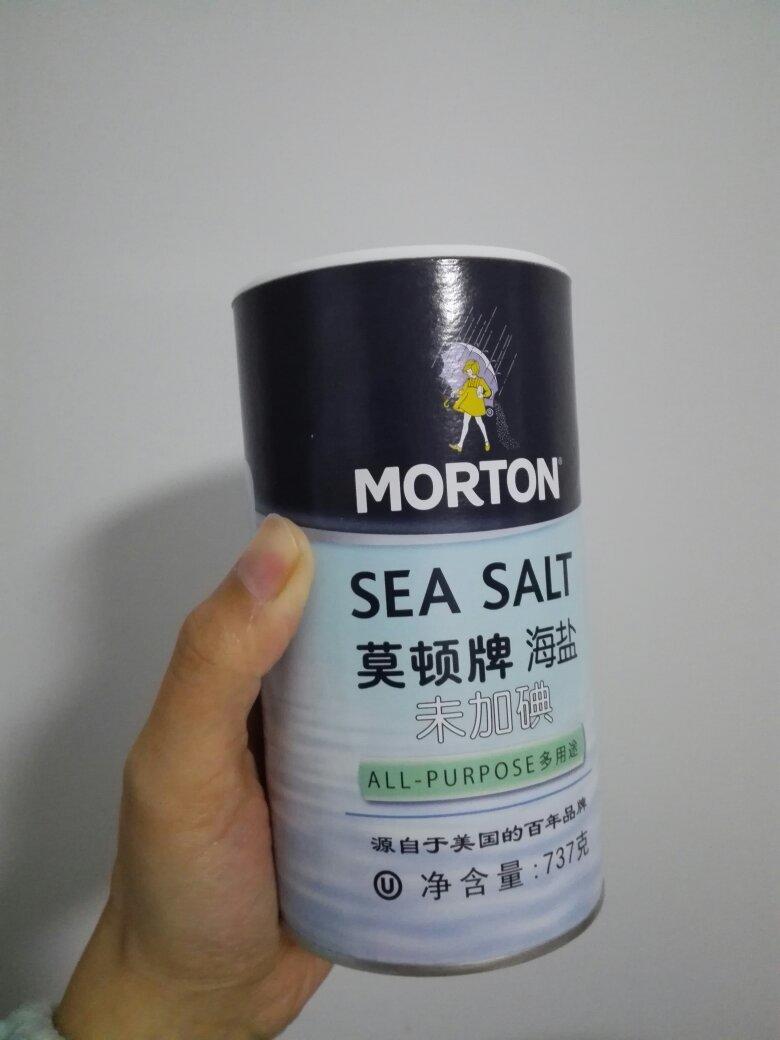 MORTON®
SEA SALT
莫顿牌 海盐
未加碘
ALL-PURPOSE 多用途
源自于美国的百年品牌
U 净含量:737克